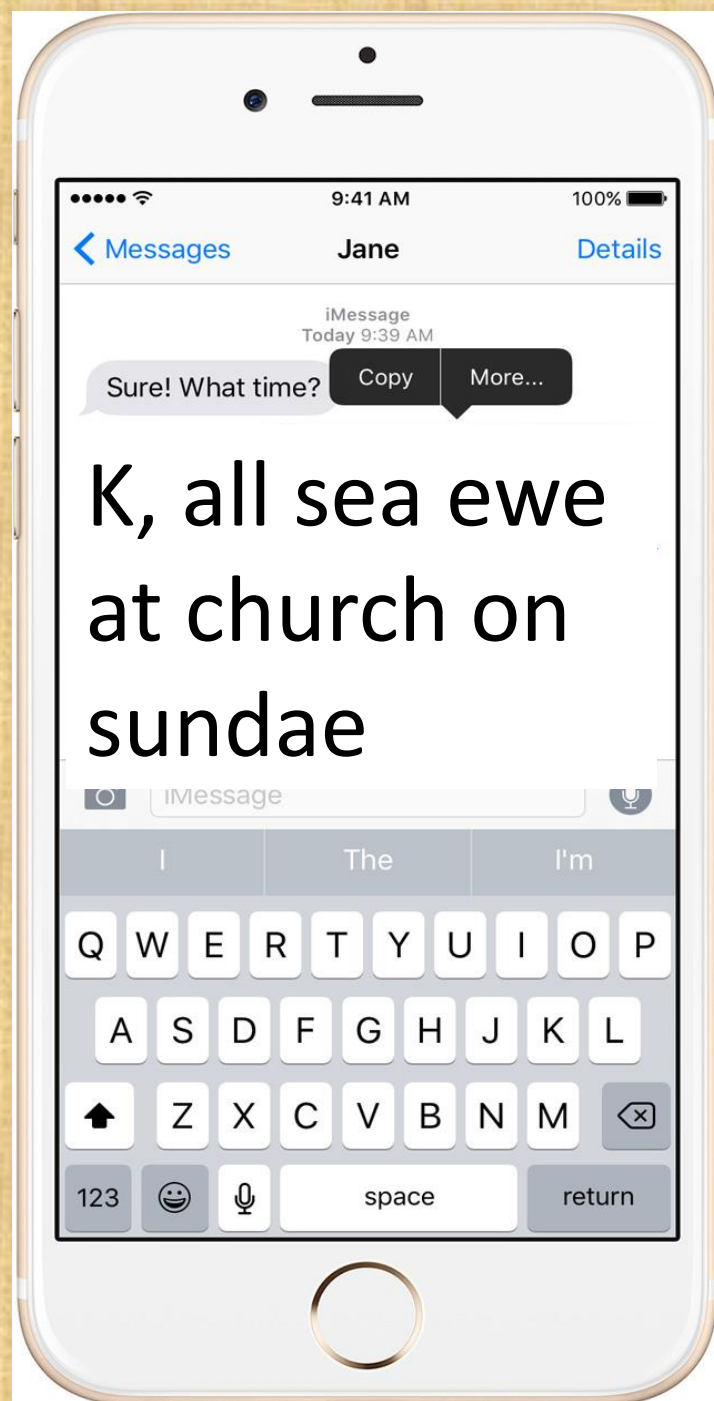 9:41 AM 100%
Messages Jane Details
iMessage
Today 9:39 AM
Sure! What time? Copy More...
K, all sea ewe
at church on
sundae
iMessage
I The I'm
Q W E R T Y U I O P
A S D F G H J K L
Z X C V B N M
123 space return